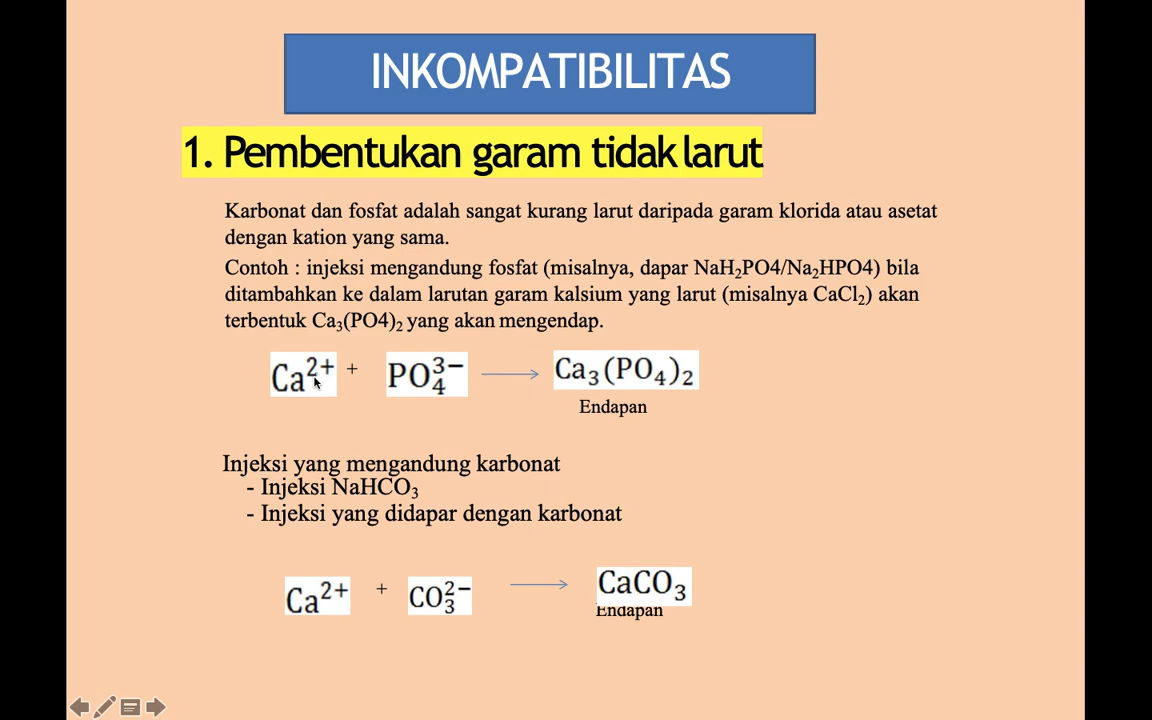 INKOMPATIBILITAS
1. Pembentukan garam tidak larut
Karbonat dan fosfat adalah sangat kurang larut daripada garam klorida atau asetat
dengan kation yang sama.
Contoh : injeksi mengandung fosfat (misalnya, dapar NaH₂PO4/Na₂HPO4) bila
ditambahkan ke dalam larutan garam kalsium yang larut (misalnya CaCl₂) akan
terbentuk Ca₃(PO4)₂ yang akan mengendap.
Ca²⁺ + PO₄³⁻ → Ca₃(PO₄)₂
Endapan
Injeksi yang mengandung karbonat
- Injeksi NaHCO₃
- Injeksi yang didapar dengan karbonat
Ca²⁺ + CO₃²⁻ → CaCO₃
Endapan